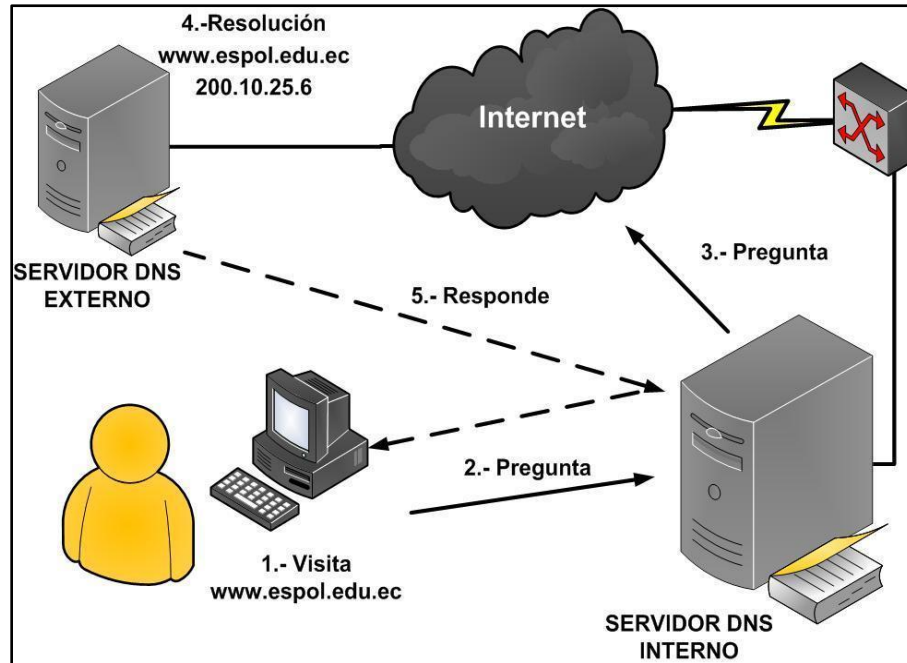 4.-Resolución
www.espol.edu.ec
200.10.25.6
Internet
SERVIDOR DNS
EXTERNO
3.- Pregunta
5.- Responde
2.- Pregunta
1.- Visita
www.espol.edu.ec
SERVIDOR DNS
INTERNO